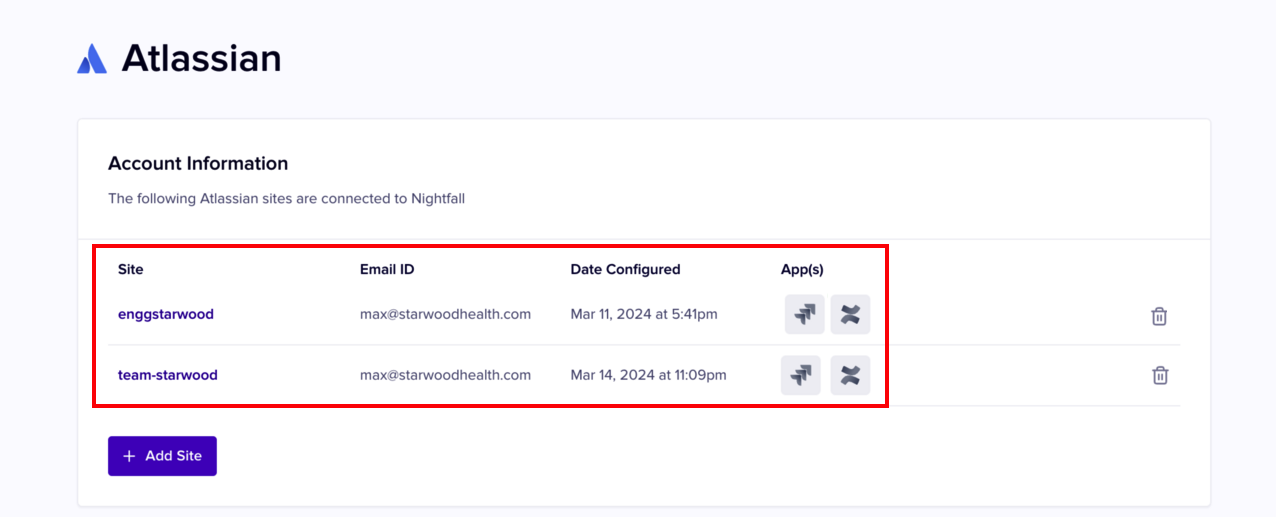 Atlassian
Account Information
The following Atlassian sites are connected to Nightfall
Site Email ID Date Configured App(s)
enggstarwood max@starwoodhealth.com Mar 11, 2024 at 5:41pm
team-starwood max@starwoodhealth.com Mar 14, 2024 at 11:09pm
+ Add Site